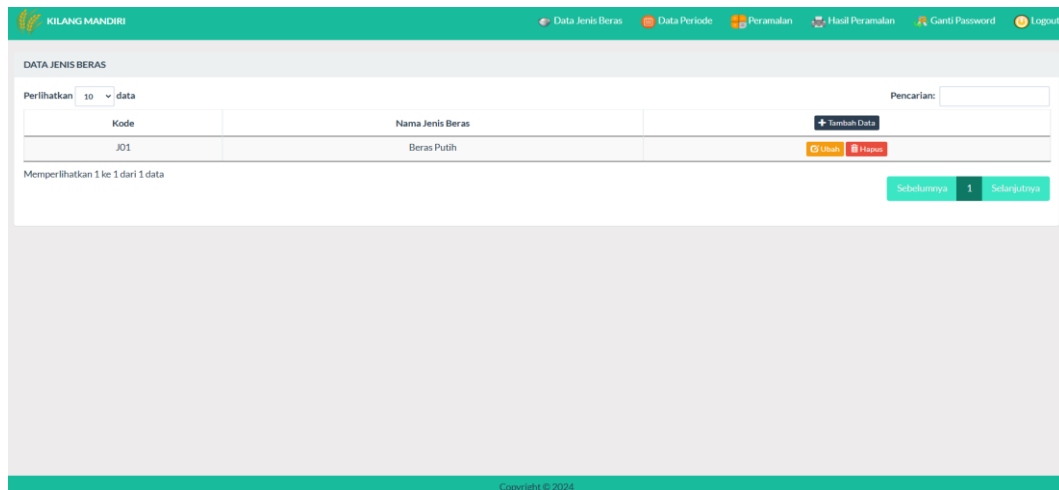 KILANG MANDIRI Data Jenis Beras Data Periode Peramalan Hasil Peramalan Ganti Password Logout
DATA JENIS BERAS
Perlihatkan 10 data Pencarian:
Kode Nama Jenis Beras Tambah Data
J01 Beras Putih Ubah Hapus
Memperlihatkan 1 ke 1 dari 1 data
Sebelumnya 1 Selanjutnya
Copyright © 2024